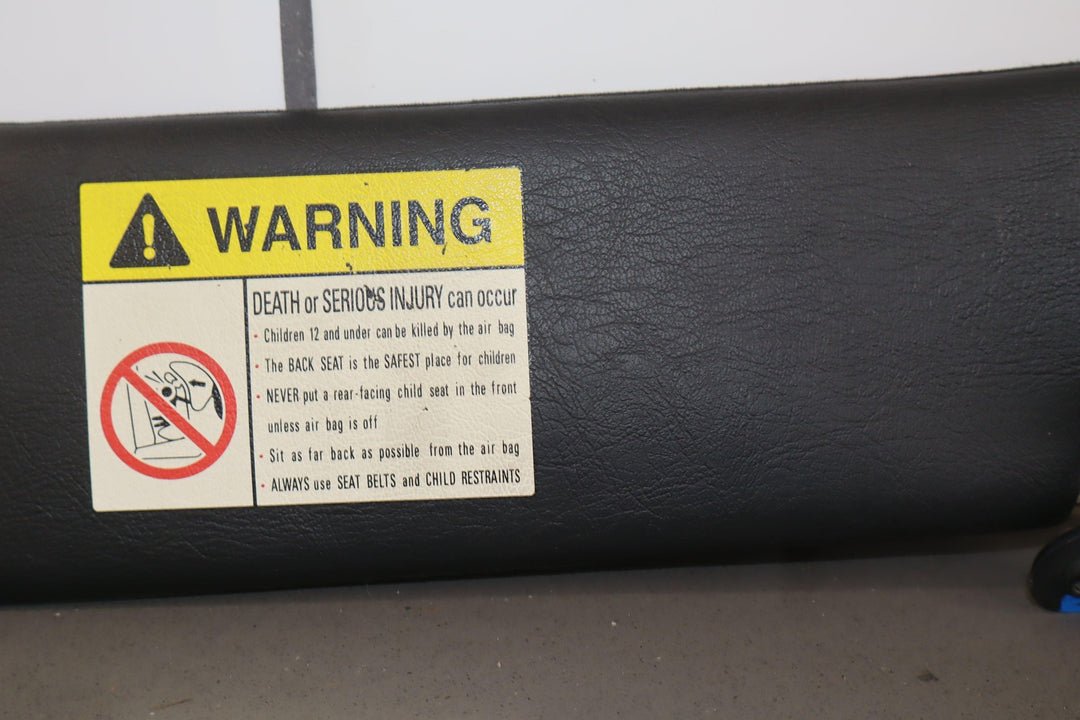 WARNING
DEATH or SERIOUS INJURY can occur
• Children 12 and under can be killed by the air bag
• The BACK SEAT is the SAFEST place for children
• NEVER put a rear-facing child seat in the front
unless air bag is off
• Sit as far back as possible from the air bag
• ALWAYS use SEAT BELTS and CHILD RESTRAINTS